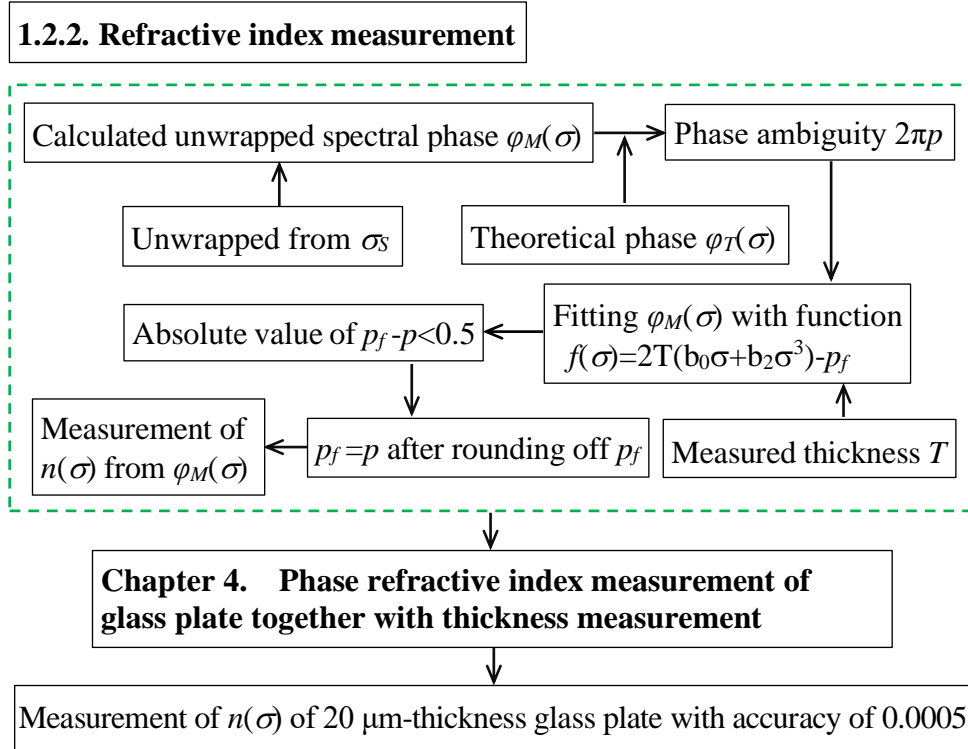 1.2.2. Refractive index measurement
Calculated unwrapped spectral phase φM(σ)
Phase ambiguity 2πp
Unwrapped from σS
Theoretical phase φT(σ)
Absolute value of pf-p<0.5
Fitting φM(σ) with function
f(σ)=2T(b0σ+b2σ³)-pf
Measurement of
n(σ) from φM(σ)
pf=p after rounding off pf
Measured thickness T
Chapter 4. Phase refractive index measurement of
glass plate together with thickness measurement
Measurement of n(σ) of 20 μm-thickness glass plate with accuracy of 0.0005